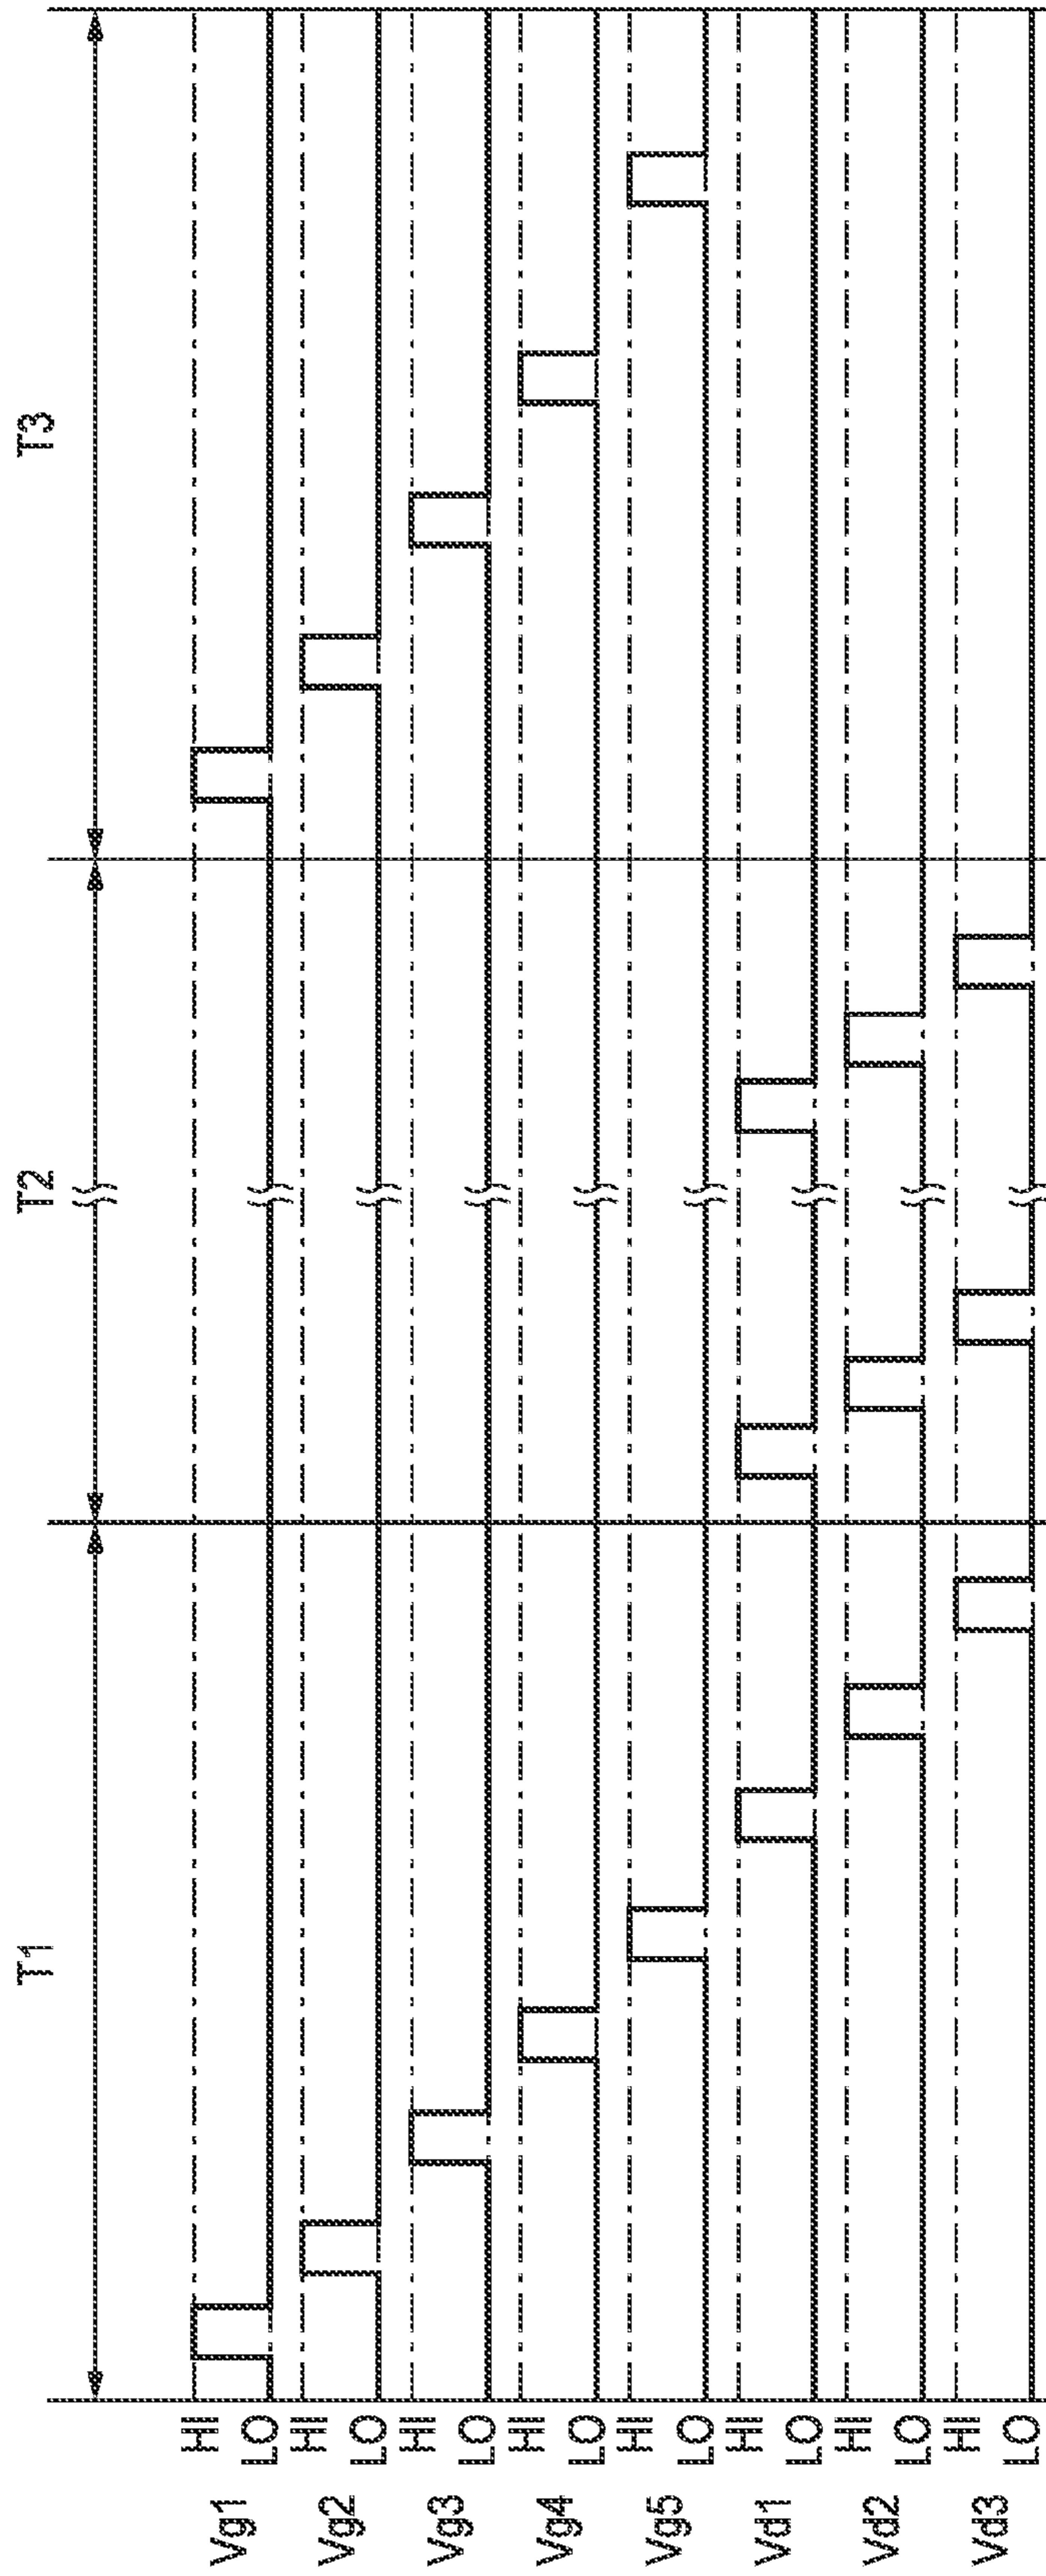 T1 T2 T3
Vg1 HI
LO
Vg2 HI
LO
Vg3 HI
LO
Vg4 HI
LO
Vg5 HI
LO
Vd1 HI
LO
Vd2 HI
LO
Vd3 HI
LO